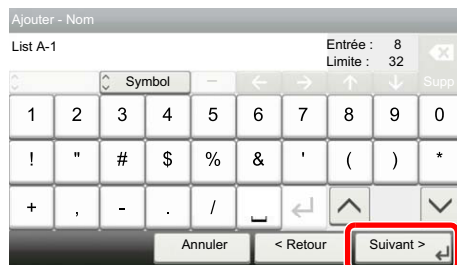 Ajouter - Nom
List A-1
Entrée : 8
Limite : 32
Symbol
Supp
1 2 3 4 5 6 7 8 9 0
! " # $ % & ' ( ) *
+ , - . / ␣
Annuler < Retour Suivant >